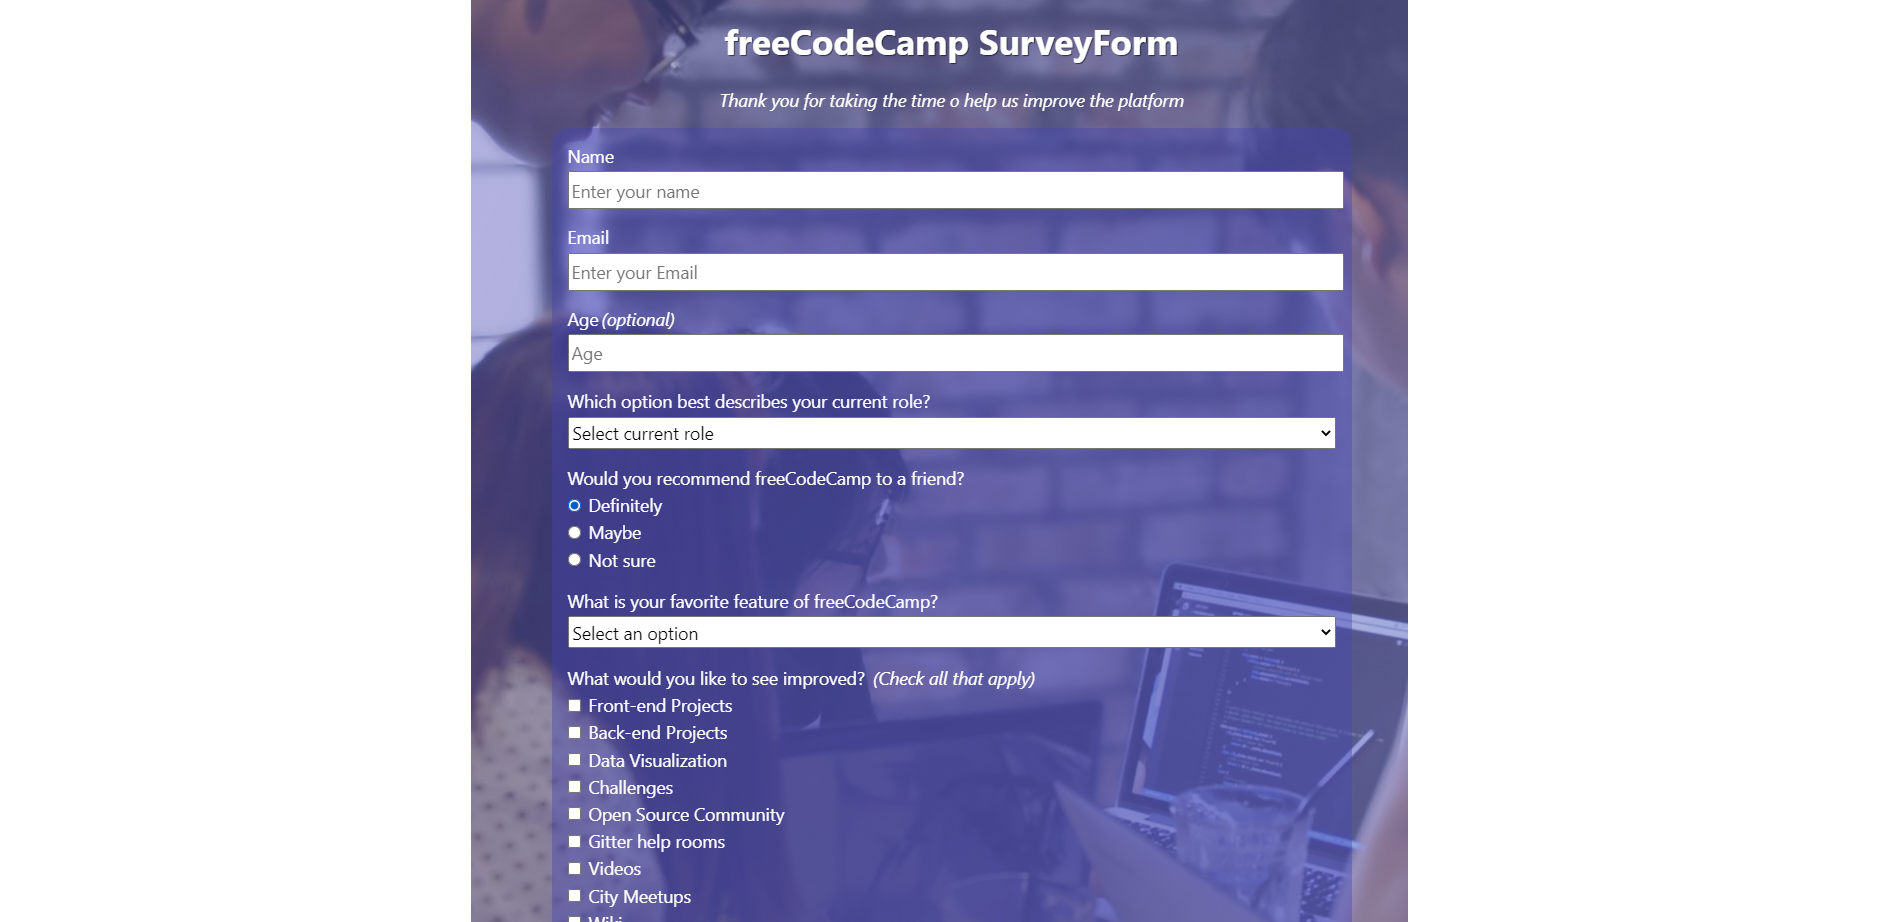 freeCodeCamp SurveyForm
Thank you for taking the time o help us improve the platform
Name
Enter your name
Email
Enter your Email
Age (optional)
Age
Which option best describes your current role?
Select current role
Would you recommend freeCodeCamp to a friend?
Definitely
Maybe
Not sure
What is your favorite feature of freeCodeCamp?
Select an option
What would you like to see improved? (Check all that apply)
Front-end Projects
Back-end Projects
Data Visualization
Challenges
Open Source Community
Gitter help rooms
Videos
City Meetups
Wiki